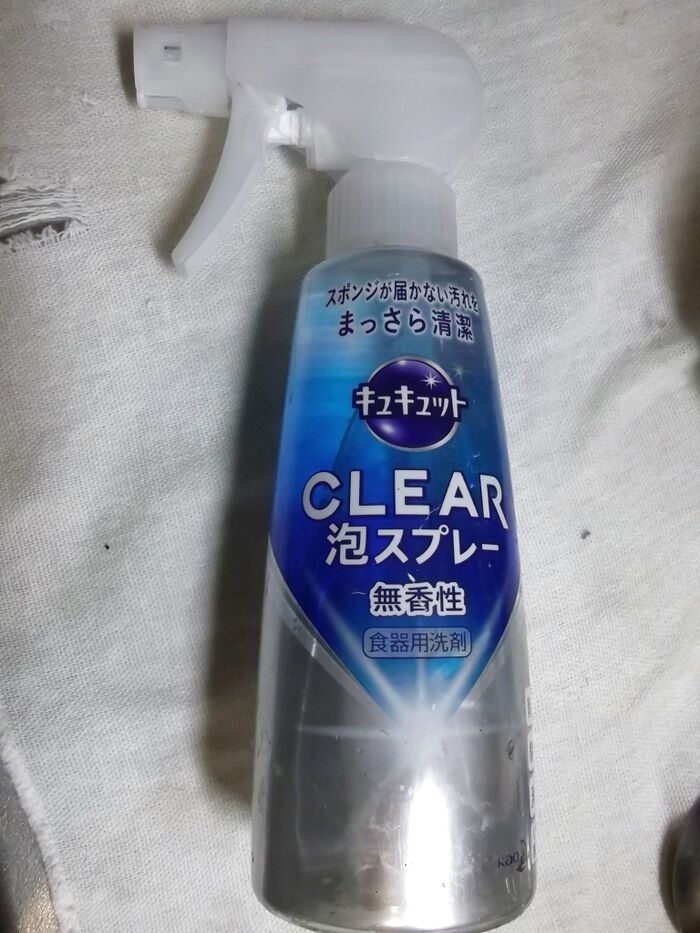 スポンジが届かない汚れを
まっさら清潔
キュキュット
CLEAR
泡スプレー
無香性
食器用洗剤
Kao